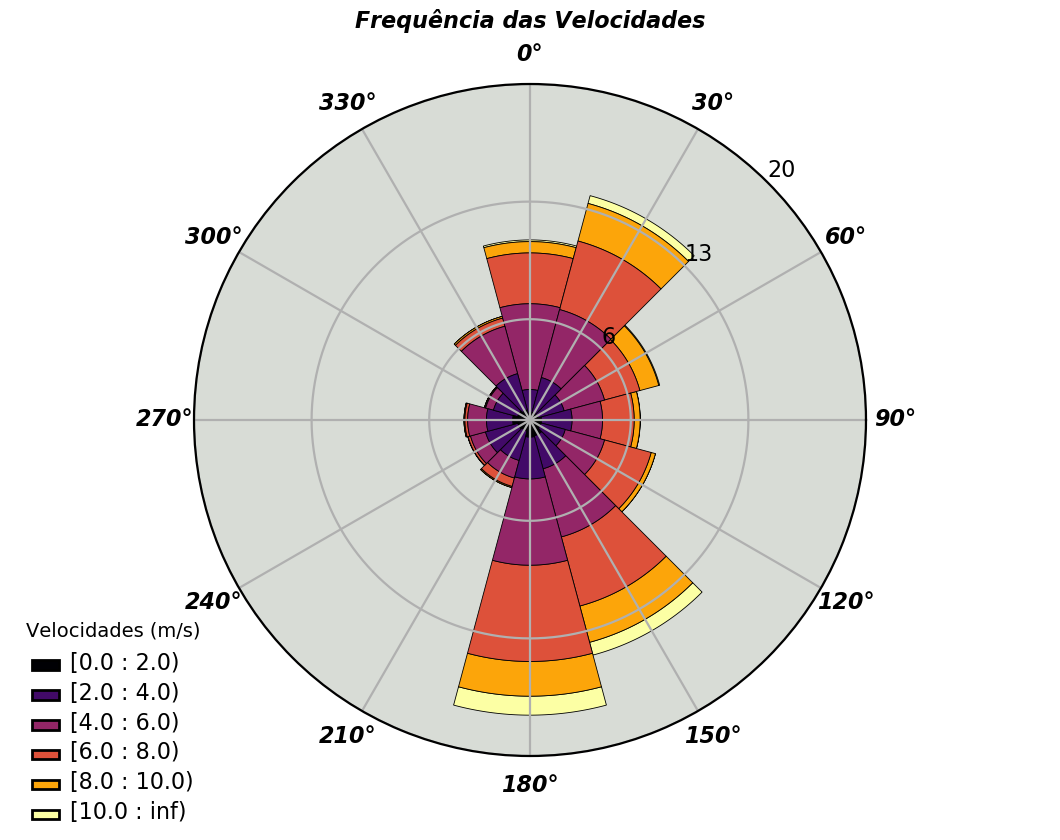 Frequência das Velocidades
0°
330°
30°
20
300°
60°
13
6
270°
90°
240°
120°
210°
150°
180°
Velocidades (m/s)
[0.0 : 2.0)
[2.0 : 4.0)
[4.0 : 6.0)
[6.0 : 8.0)
[8.0 : 10.0)
[10.0 : inf)